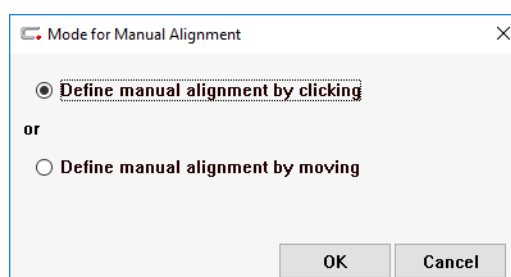 Mode for Manual Alignment
Define manual alignment by clicking
or
Define manual alignment by moving
OK Cancel